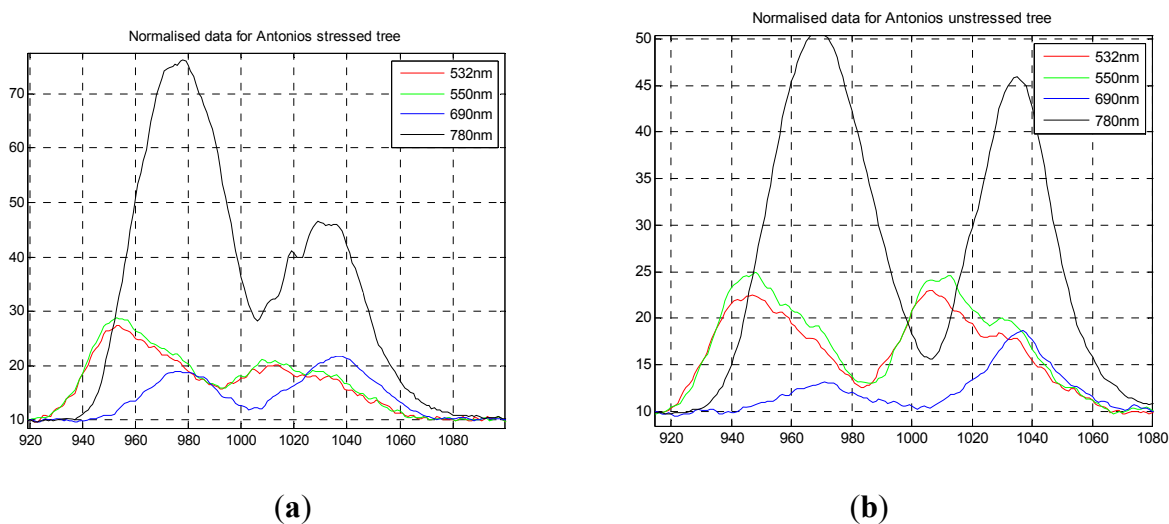 Normalised data for Antonios stressed tree
532nm
550nm
690nm
780nm
70
60
50
40
30
20
10
920 940 960 980 1000 1020 1040 1060 1080
(a)
Normalised data for Antonios unstressed tree
532nm
550nm
690nm
780nm
50
45
40
35
30
25
20
15
10
920 940 960 980 1000 1020 1040 1060 1080
(b)